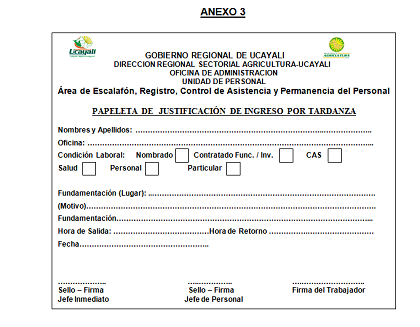 ANEXO 3
Ucayali
GOBIERNO REGIONAL DE UCAYALI
DIRECCION REGIONAL SECTORIAL AGRICULTURA-UCAYALI
OFICINA DE ADMINISTRACION
UNIDAD DE PERSONAL
Área de Escalafón, Registro, Control de Asistencia y Permanencia del Personal
PAPELETA DE JUSTIFICACIÓN DE INGRESO POR TARDANZA
Nombres y Apellidos: ……………………………………………………………..
Oficina: …………………………………………………………………………...
Condición Laboral: Nombrado Contratado Func. / Inv. CAS
Salud Personal Particular
Fundamentación (Lugar): …………………………………………………………
(Motivo)……………………………………………………………………………
Fundamentación…………………………………………………………………...
Hora de Salida: ……………………………Hora de Retorno ……………………………
Fecha……………………………………..
……………….. ……………….. ……………………..
Sello – Firma Sello – Firma Firma del Trabajador
Jefe Inmediato Jefe de Personal